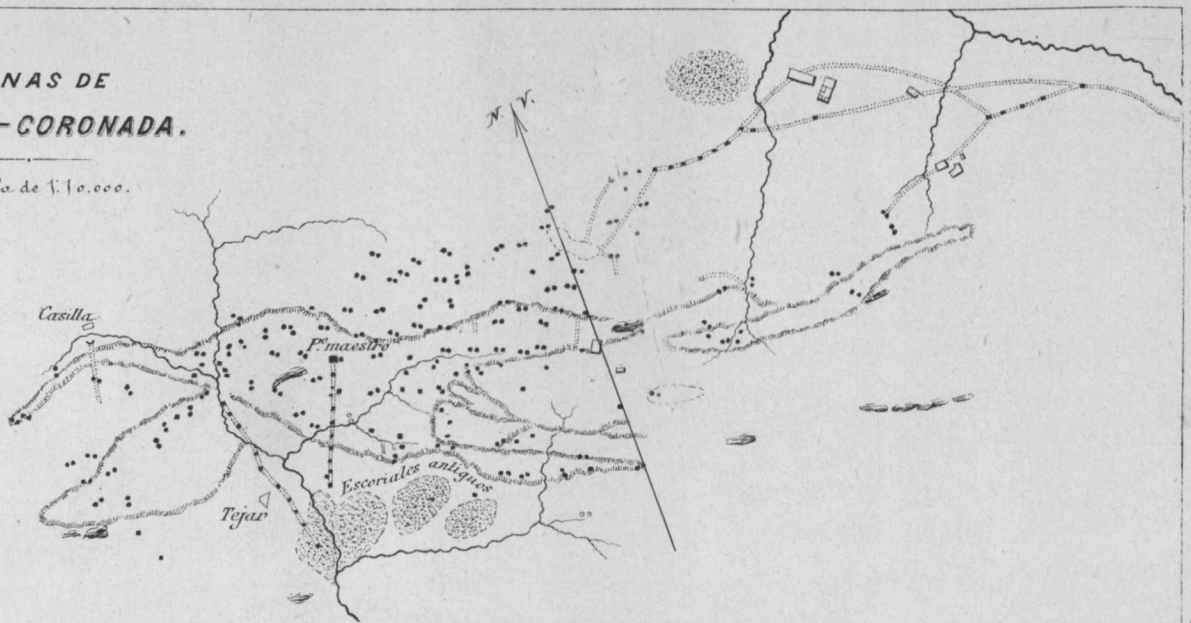 NAS DE
-CORONADA.
a de 1:10.000.
N. V.
Casilla
P.º maestro
Escoriales antiguos
Tejar